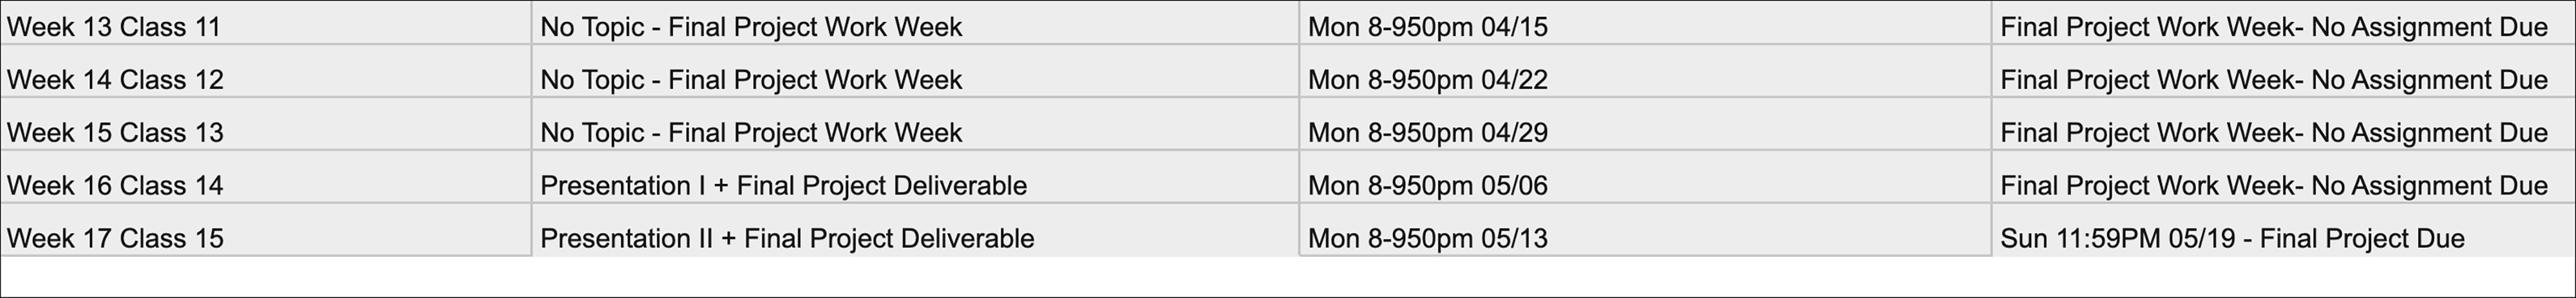 Week 13 Class 11 No Topic - Final Project Work Week Mon 8-950pm 04/15 Final Project Work Week- No Assignment Due
Week 14 Class 12 No Topic - Final Project Work Week Mon 8-950pm 04/22 Final Project Work Week- No Assignment Due
Week 15 Class 13 No Topic - Final Project Work Week Mon 8-950pm 04/29 Final Project Work Week- No Assignment Due
Week 16 Class 14 Presentation I + Final Project Deliverable Mon 8-950pm 05/06 Final Project Work Week- No Assignment Due
Week 17 Class 15 Presentation II + Final Project Deliverable Mon 8-950pm 05/13 Sun 11:59PM 05/19 - Final Project Due